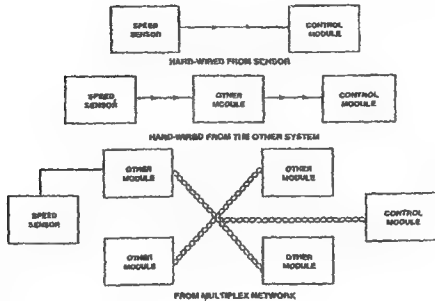 SPEED
SENSOR
CONTROL
MODULE
HARD-WIRED FROM SENSOR
SPEED
SENSOR
OTHER
MODULE
CONTROL
MODULE
HARD-WIRED FROM THE OTHER SYSTEM
OTHER
MODULE
OTHER
MODULE
SPEED
SENSOR
CONTROL
MODULE
OTHER
MODULE
OTHER
MODULE
FROM MULTIPLEX NETWORK